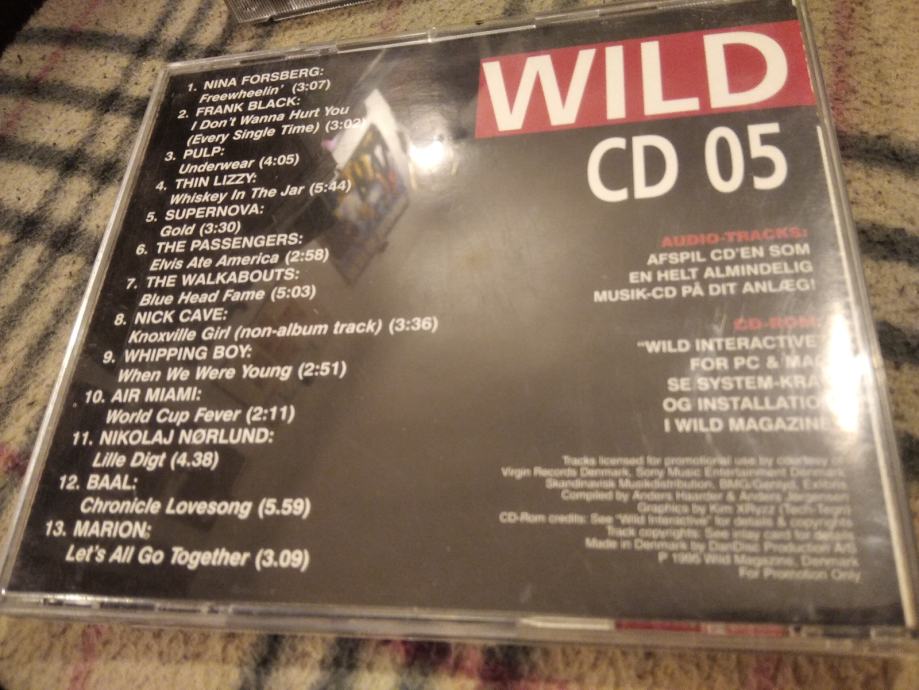 1. NINA FORSBERG:
Freewheelin' (3:07)
2. FRANK BLACK:
I Don't Wanna Hurt You
(Every Single Time) (3:02)
3. PULP:
Underwear (4:05)
4. THIN LIZZY:
Whiskey In The Jar (5:44)
5. SUPERNOVA:
Gold (3:30)
6. THE PASSENGERS:
Elvis Ate America (2:58)
7. THE WALKABOUTS:
Blue Head Fame (5:03)
8. NICK CAVE:
Knoxville Girl (non-album track) (3:36)
9. WHIPPING BOY:
When We Were Young (2:51)
10. AIR MIAMI:
World Cup Fever (2:11)
11. NIKOLAJ NØRLUND:
Lille Digt (4.38)
12. BAAL:
Chronicle Lovesong (5.59)
13. MARION:
Let's All Go Together (3.09)
WILD
CD 05
AUDIO-TRACKS:
AFSPIL CD'EN SOM
EN HELT ALMINDELIG
MUSIK-CD PÅ DIT ANLÆG!
CD-ROM:
"WILD INTERACTIVE"
FOR PC & MAC
SE SYSTEM-KRA
OG INSTALLATIO
I WILD MAGAZINE
Tracks licensed for promotional use by courtesy of
Virgin Records Denmark, Sony Music Entertainment Denmark,
Skandinavisk Musikdistribution, BMG/Genlyd,
Compiled by Anders Haarder & Anders Jørgensen
Graphics by Kim XRyzz (Tech-Tegn)
CD-Rom credits: See "Wild Interactive" for details & copyrights
Track copyrights: See inlay card for details
Made in Denmark by DanDisc Production A/S
P 1995 Wild Magazine, Denmark
For Promotion Only